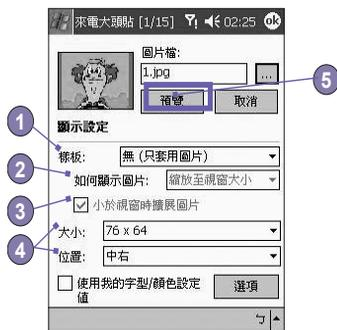 來電大頭貼 [1/15] 02:25 ok
圖片檔:
1.jpg ...
預覽 取消
5
顯示設定
1
樣板: 無 (只套用圖片)
2
如何顯示圖片: 縮放至視窗大小
3
小於視窗時擴展圖片
4
大小: 76 x 64
位置: 中右
使用我的字型/顏色設定
值
選項